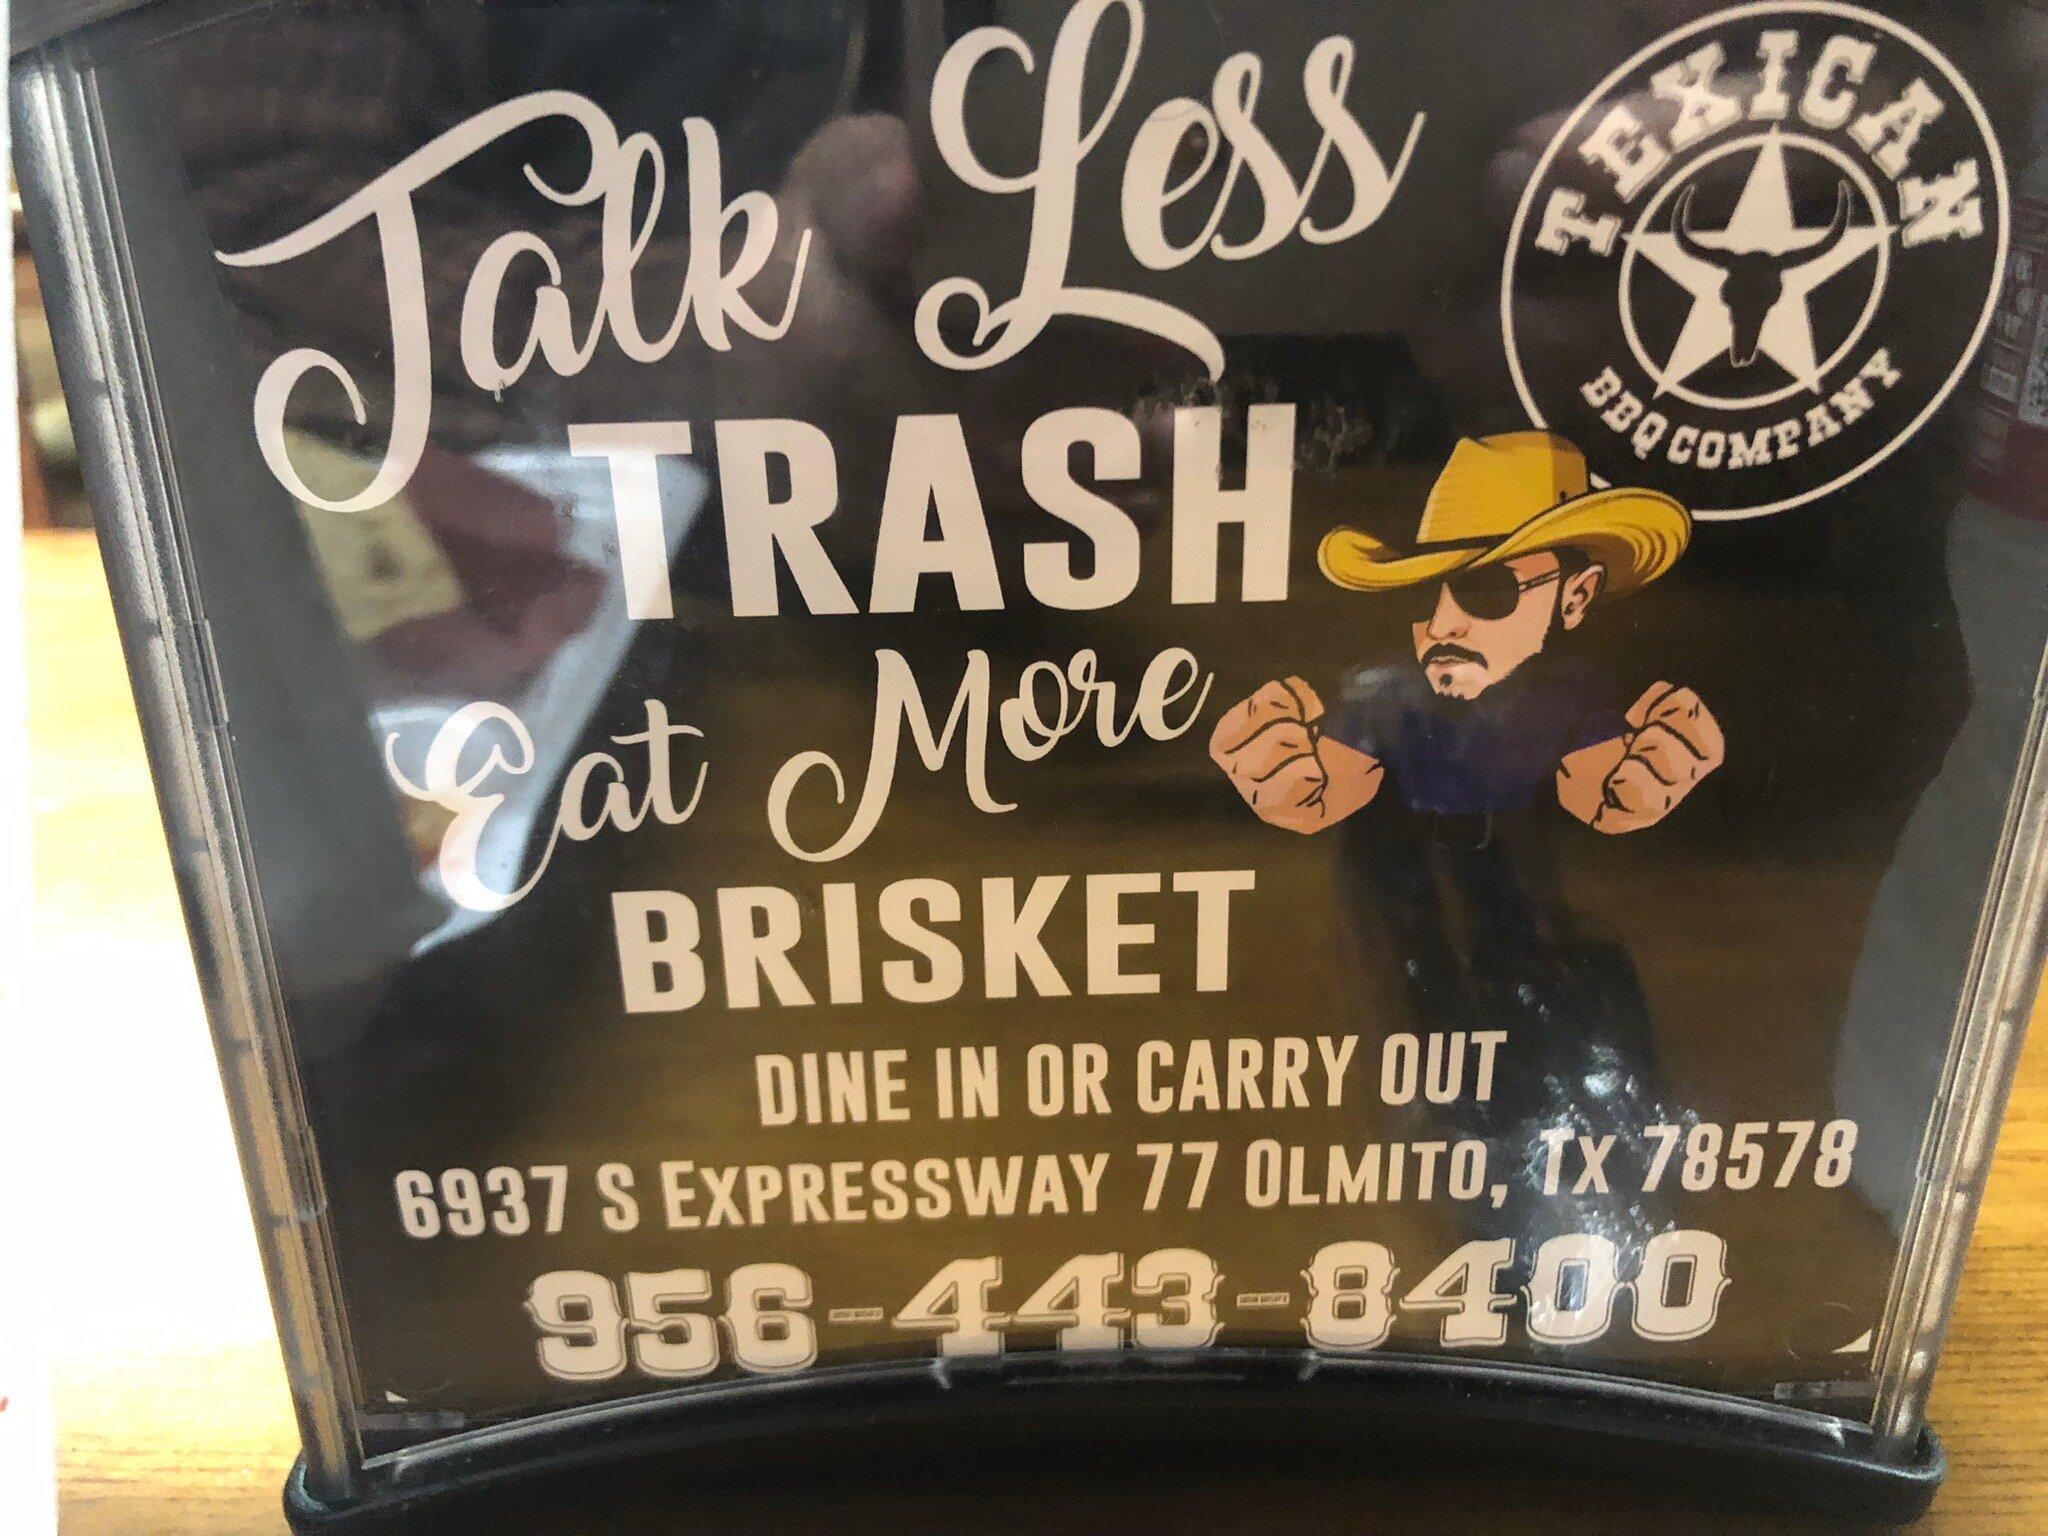 Talk Less
TRASH
Eat More
BRISKET
DINE IN OR CARRY OUT
6937 S EXPRESSWAY 77 OLMITO, TX 78578
956-443-8400
TEXICAN
BBQ COMPANY